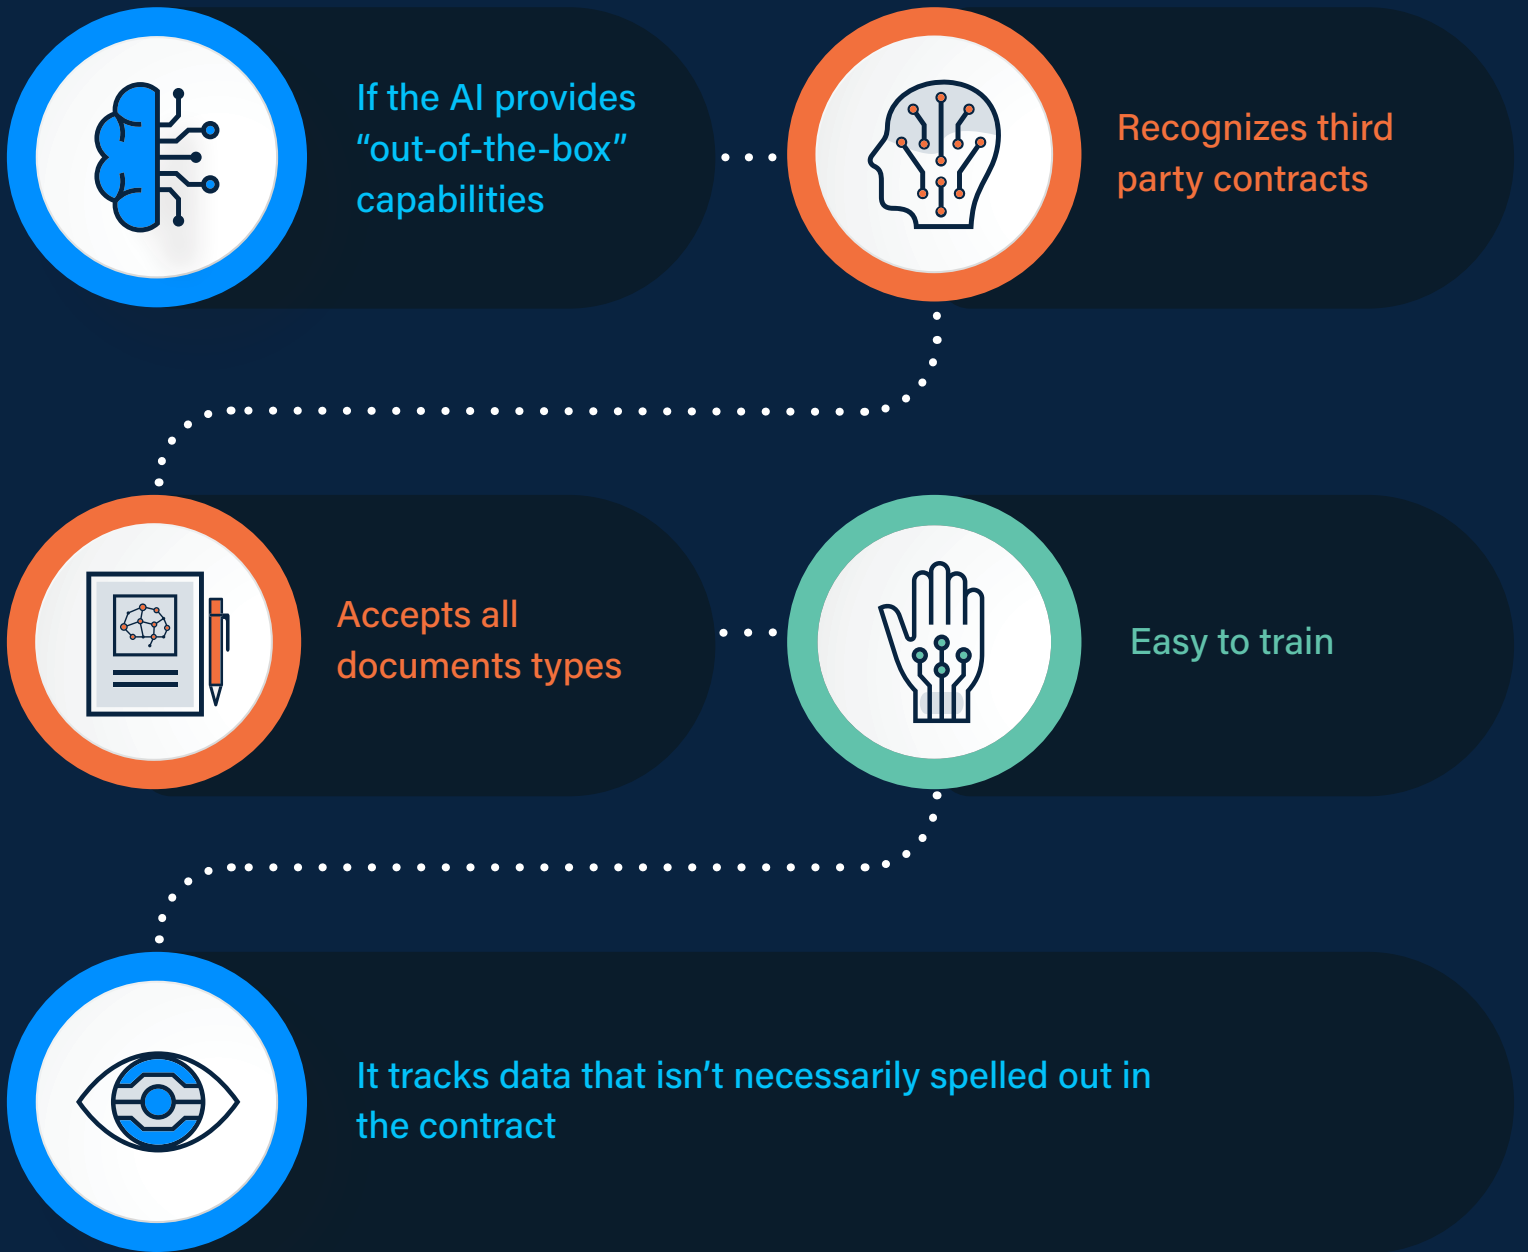 If the AI provides
“out-of-the-box”
capabilities
Recognizes third
party contracts
Accepts all
documents types
Easy to train
It tracks data that isn’t necessarily spelled out in
the contract